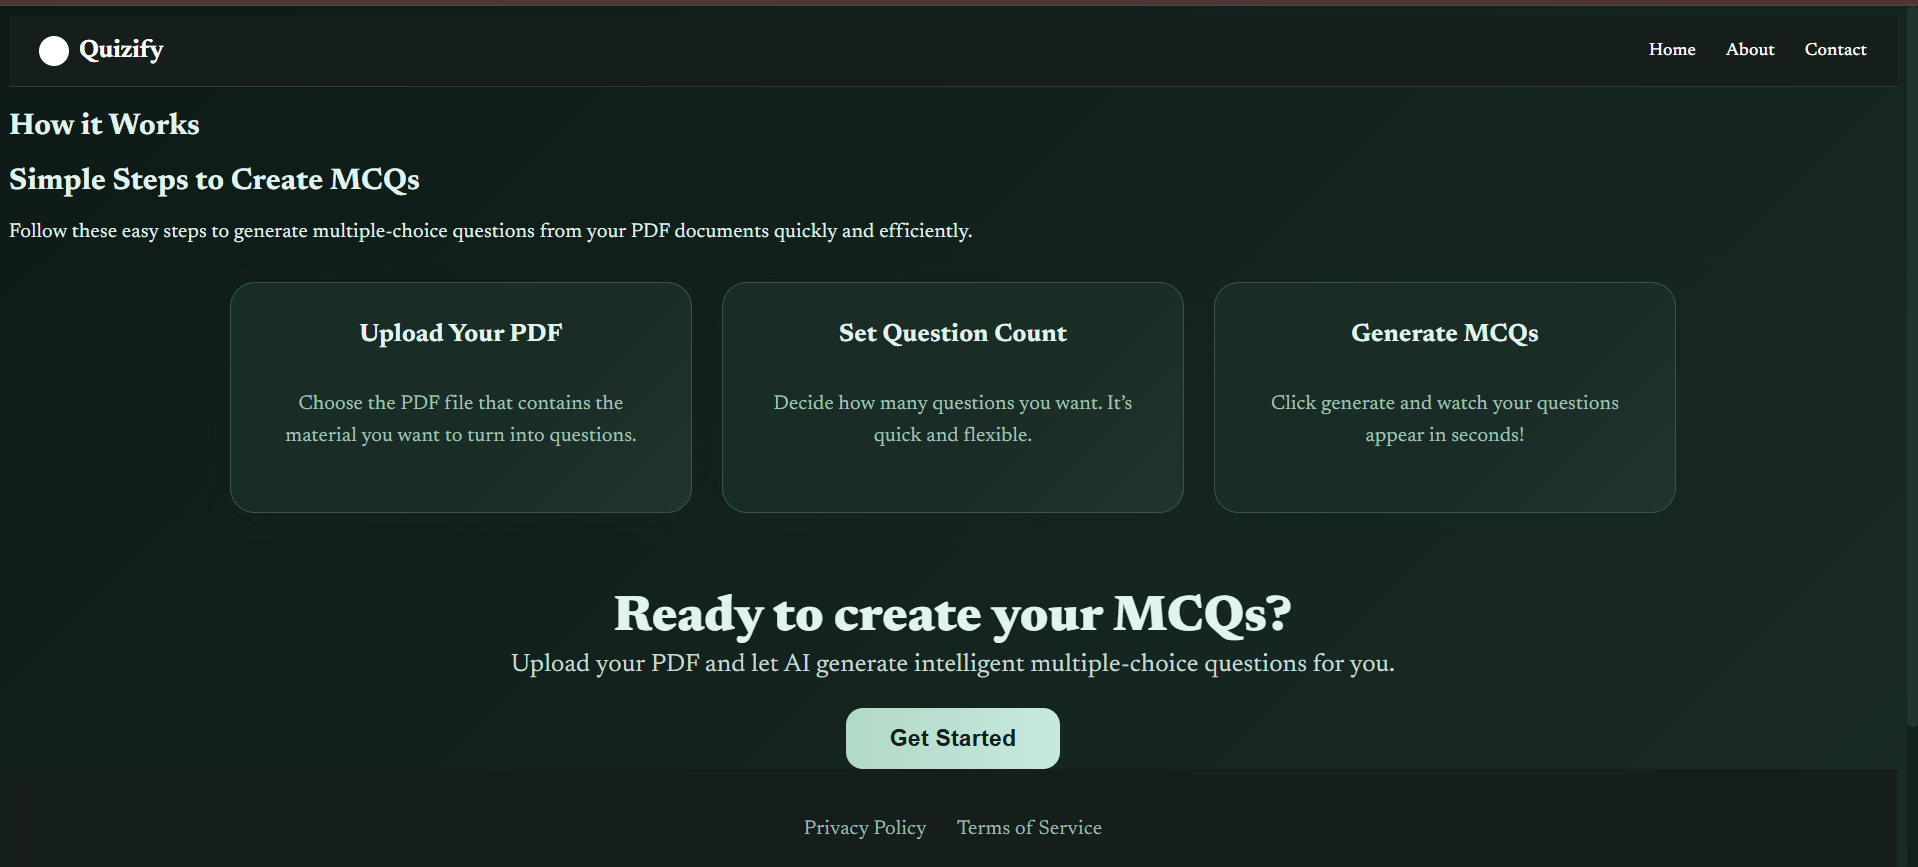 Quizify
Home About Contact
How it Works
Simple Steps to Create MCQs
Follow these easy steps to generate multiple-choice questions from your PDF documents quickly and efficiently.
Upload Your PDF
Choose the PDF file that contains the
material you want to turn into questions.
Set Question Count
Decide how many questions you want. It’s
quick and flexible.
Generate MCQs
Click generate and watch your questions
appear in seconds!
Ready to create your MCQs?
Upload your PDF and let AI generate intelligent multiple-choice questions for you.
Get Started
Privacy Policy Terms of Service